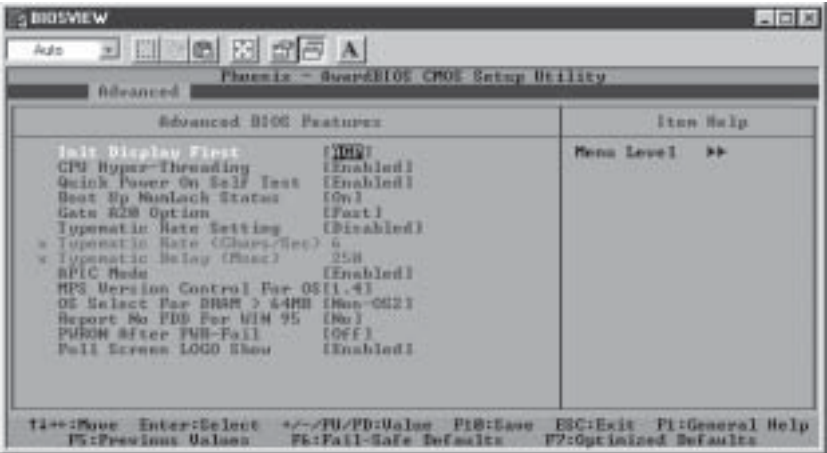 BIOSVIEW
Auto
A
Phoenix - AwardBIOS CMOS Setup Utility
Advanced
Advanced BIOS Features
Item Help
Init Display First [AGP]
Menu Level ►►
CPU Hyper-Threading [Enabled]
Quick Power On Self Test [Enabled]
Boot Up NumLock Status [On]
Gate A20 Option [Fast]
Typematic Rate Setting [Disabled]
x Typematic Rate (Chars/Sec) 6
x Typematic Delay (Msec) 250
APIC Mode [Enabled]
MPS Version Control For OS[1.4]
OS Select For DRAM > 64MB [Non-OS2]
Report No FDD For WIN 95 [No]
PWRON After PWR-Fail [Off]
Full Screen LOGO Show [Enabled]
↑↓→←:Move Enter:Select +/-/PU/PD:Value F10:Save ESC:Exit F1:General Help
F5:Previous Values F6:Fail-Safe Defaults F7:Optimized Defaults